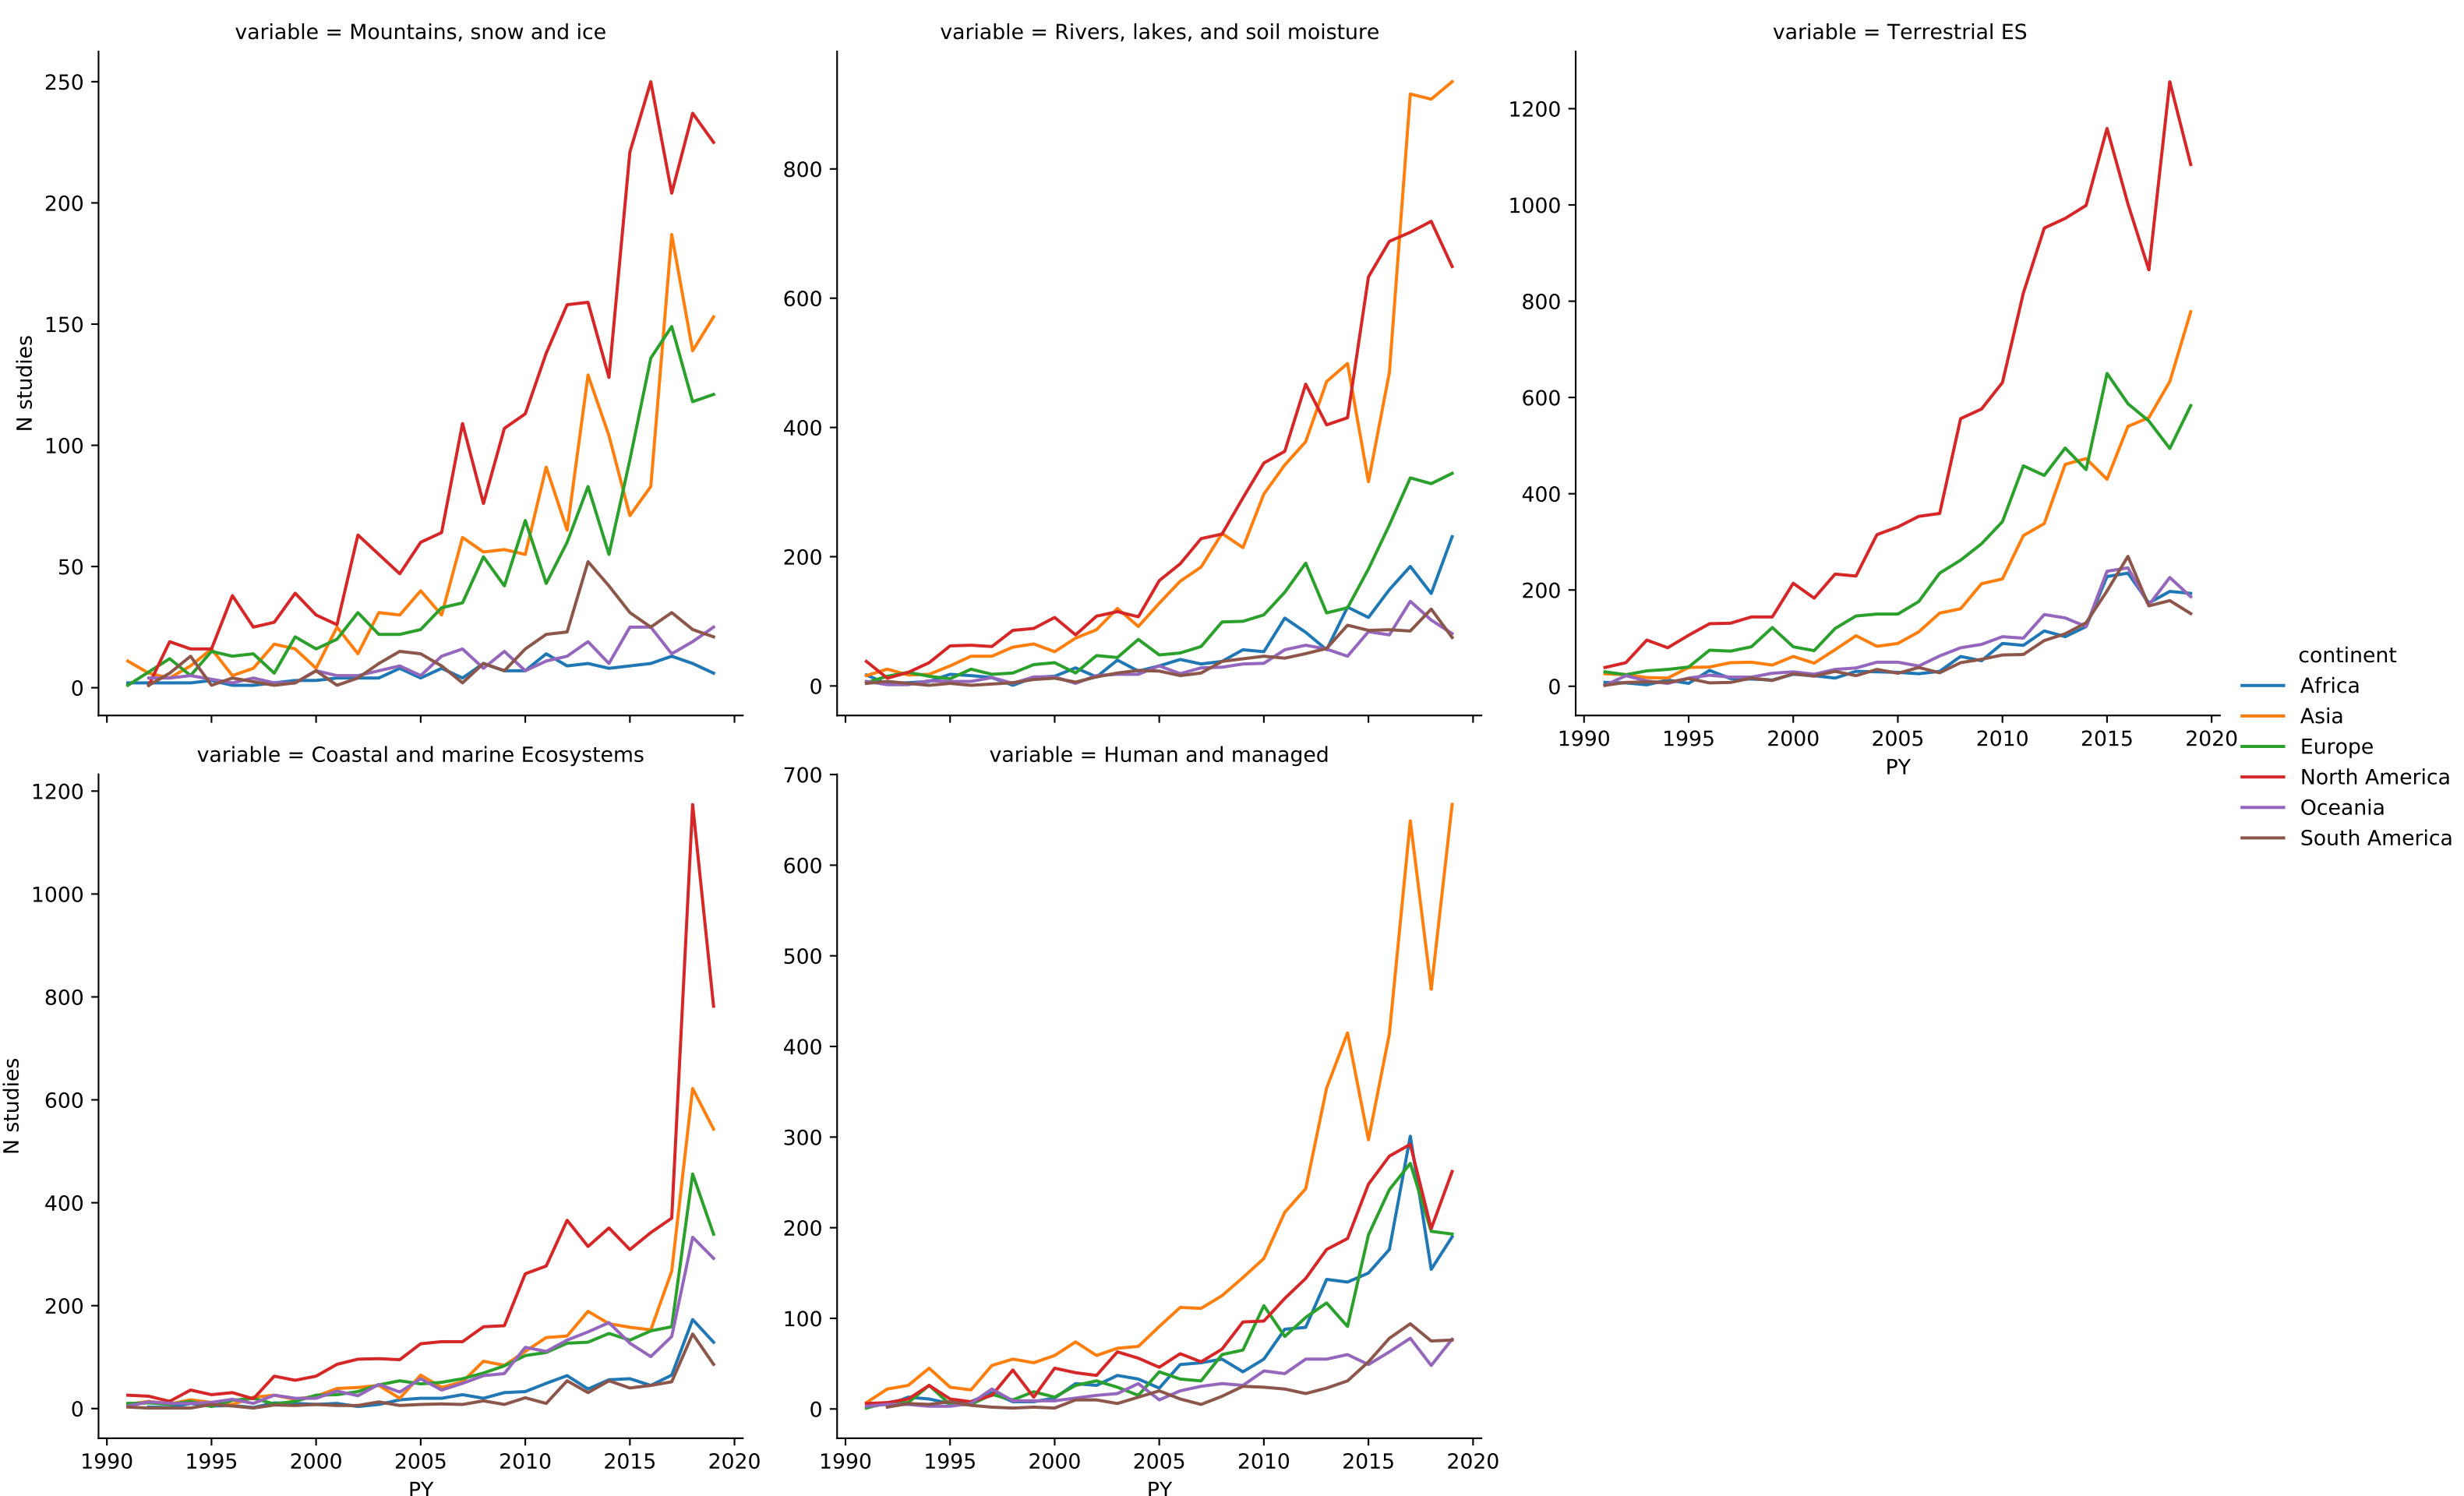 variable = Mountains, snow and ice
250
200
150
100
50
0
N studies
variable = Rivers, lakes, and soil moisture
800
600
400
200
0
variable = Terrestrial ES
1200
1000
800
600
400
200
0
1990 1995 2000 2005 2010 2015 2020
PY
continent
Africa
Asia
Europe
North America
Oceania
South America
variable = Coastal and marine Ecosystems
1200
1000
800
600
400
200
0
N studies
1990 1995 2000 2005 2010 2015 2020
PY
variable = Human and managed
700
600
500
400
300
200
100
0
1990 1995 2000 2005 2010 2015 2020
PY